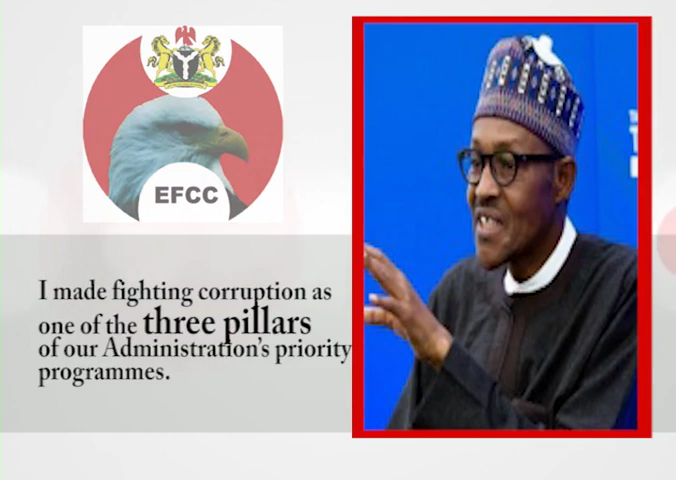 EFCC
I made fighting corruption as
one of the three pillars
of our Administration's priority
programmes.